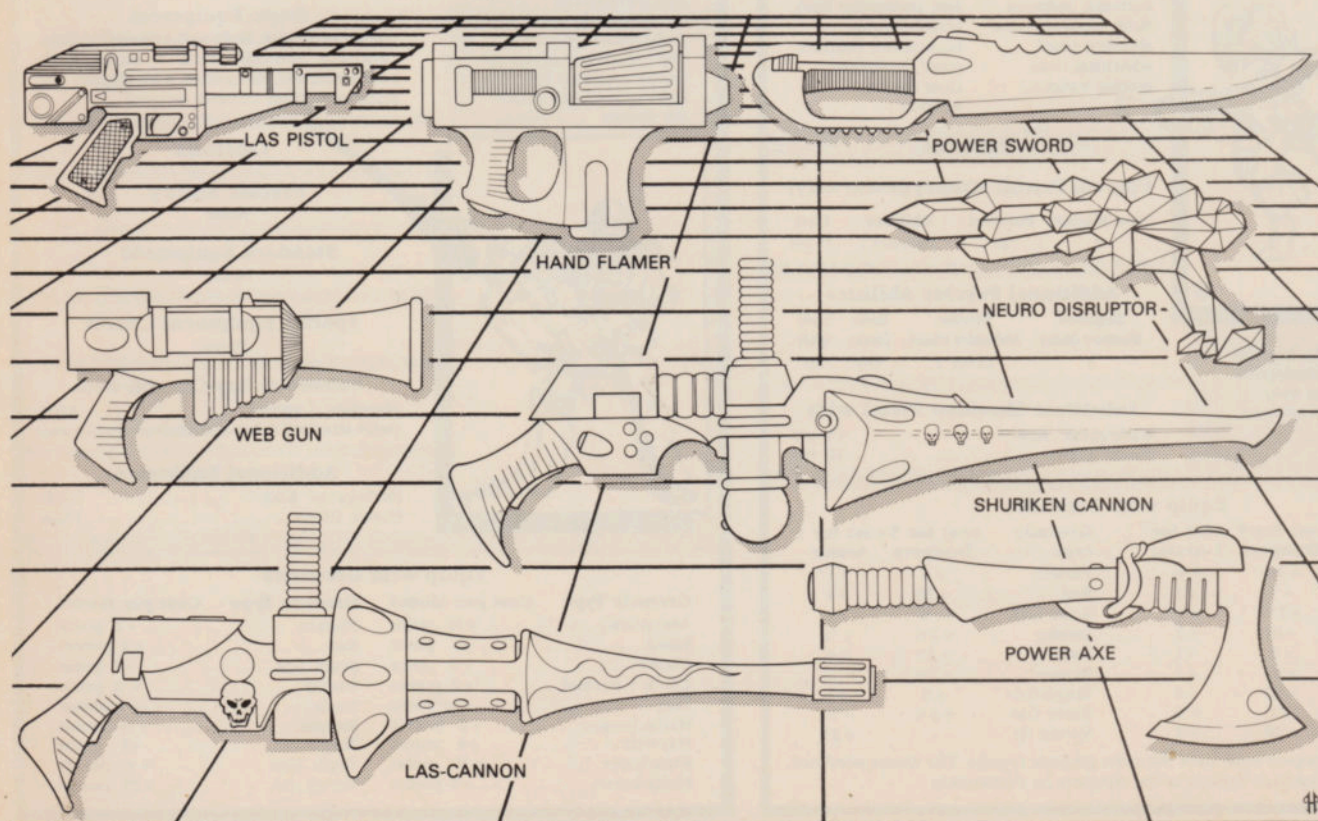 LAS PISTOL
POWER SWORD
HAND FLAMER
NEURO DISRUPTOR
WEB GUN
SHURIKEN CANNON
POWER AXE
LAS-CANNON